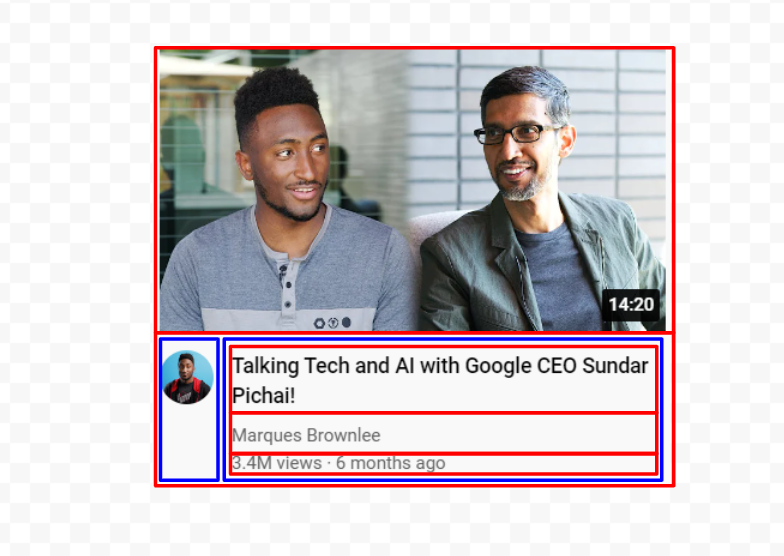 14:20
Talking Tech and AI with Google CEO Sundar
Pichai!
Marques Brownlee
3.4M views · 6 months ago